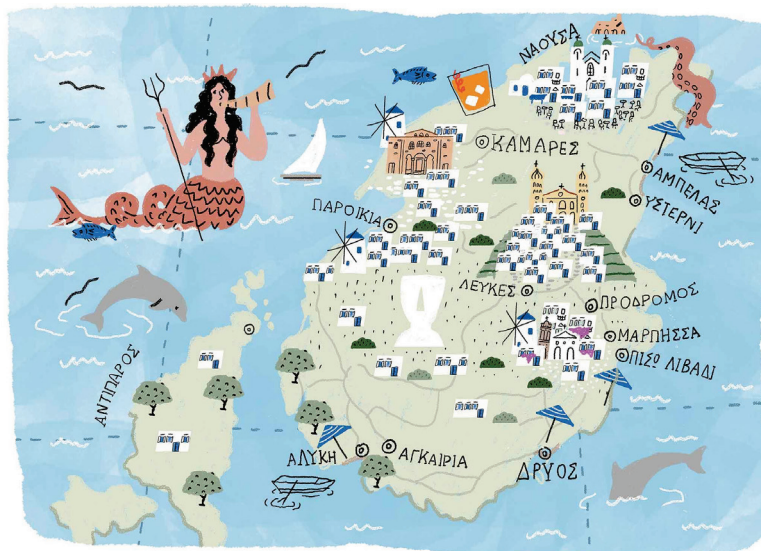 ΝΑΟΥΣΑ
ΚΑΜΑΡΕΣ
ΑΜΠΕΛΑΣ
ΥΣΤΕΡΝΙ
ΠΑΡΟΙΚΙΑ
ΛΕΥΚΕΣ
ΠΡΟΔΡΟΜΟΣ
ΜΑΡΠΗΣΣΑ
ΠΙΣΩ ΛΙΒΑΔΙ
ΑΝΤΙΠΑΡΟΣ
ΑΛΥΚΗ
ΑΓΚΑΙΡΙΑ
ΔΡΥΟΣ